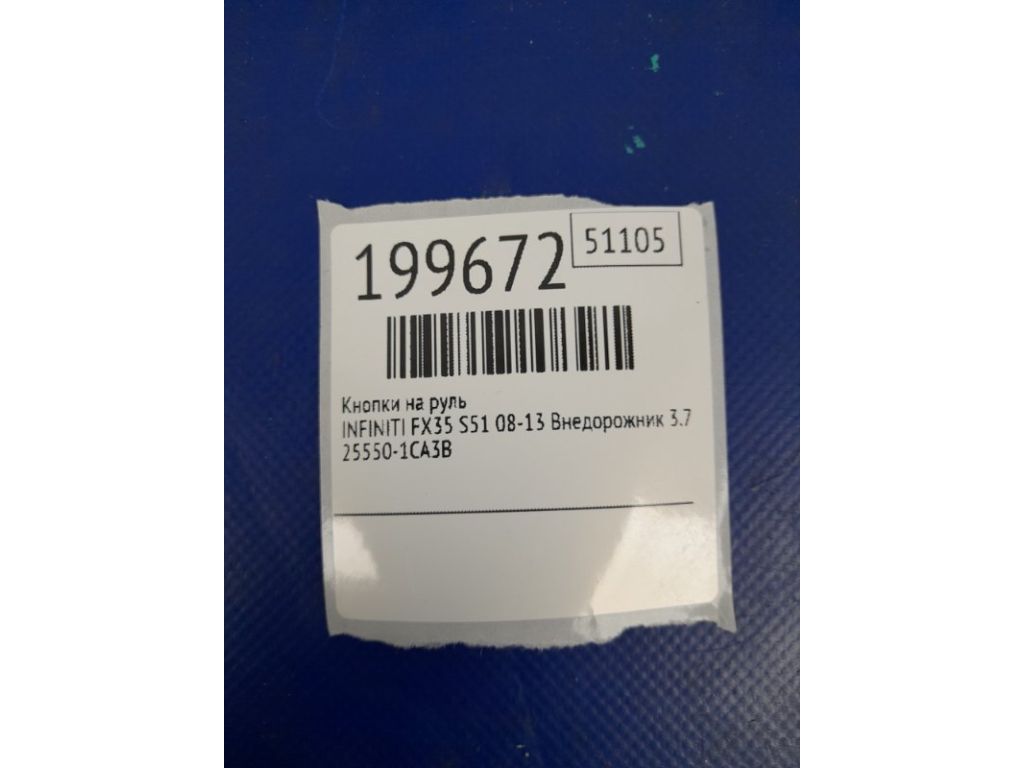 199672
51105
Кнопки на руль
INFINITI FX35 S51 08-13 Внедорожник 3.7
25550-1CA3B